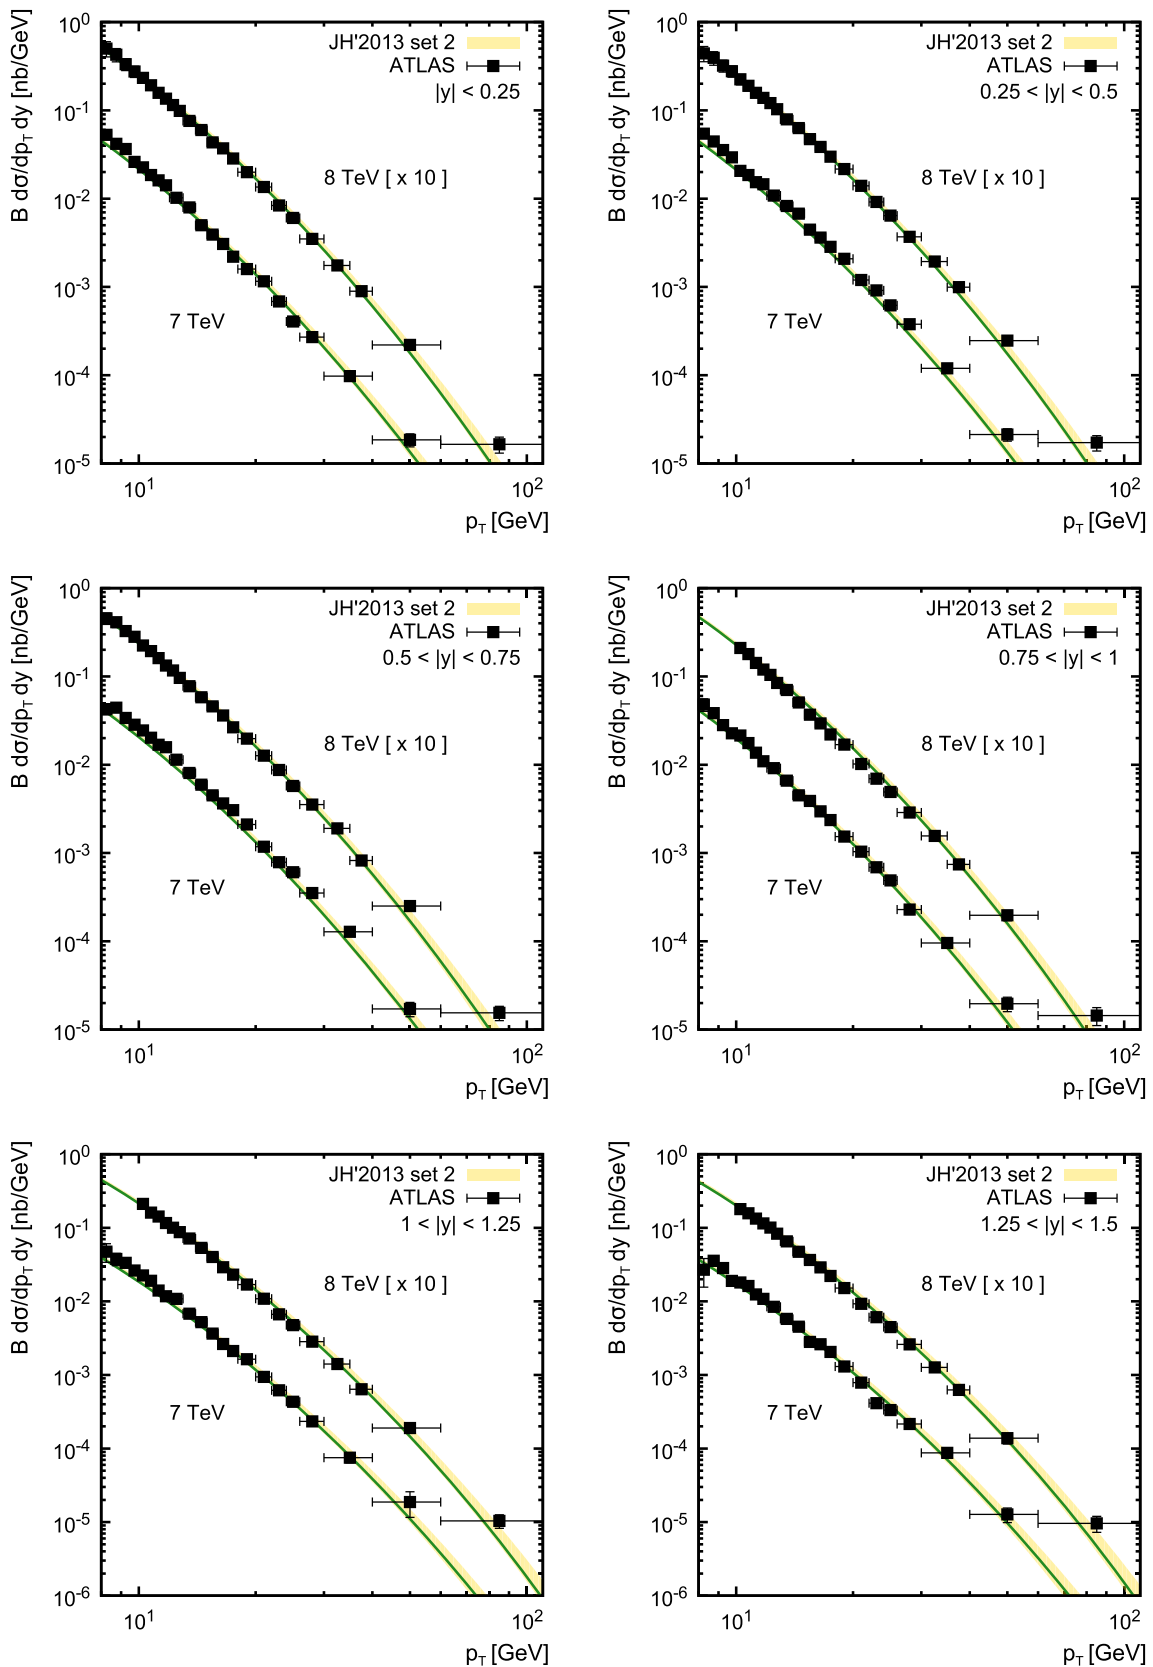 B dσ/dp_T dy [nb/GeV]
10^0
10^-1
10^-2
10^-3
10^-4
10^-5
JH'2013 set 2
ATLAS
|y| < 0.25
8 TeV [ x 10 ]
7 TeV
10^1
10^2
p_T [GeV]
B dσ/dp_T dy [nb/GeV]
10^0
10^-1
10^-2
10^-3
10^-4
10^-5
JH'2013 set 2
ATLAS
0.25 < |y| < 0.5
8 TeV [ x 10 ]
7 TeV
10^1
10^2
p_T [GeV]
B dσ/dp_T dy [nb/GeV]
10^0
10^-1
10^-2
10^-3
10^-4
10^-5
JH'2013 set 2
ATLAS
0.5 < |y| < 0.75
8 TeV [ x 10 ]
7 TeV
10^1
10^2
p_T [GeV]
B dσ/dp_T dy [nb/GeV]
10^0
10^-1
10^-2
10^-3
10^-4
10^-5
JH'2013 set 2
ATLAS
0.75 < |y| < 1
8 TeV [ x 10 ]
7 TeV
10^1
10^2
p_T [GeV]
B dσ/dp_T dy [nb/GeV]
10^0
10^-1
10^-2
10^-3
10^-4
10^-5
10^-6
JH'2013 set 2
ATLAS
1 < |y| < 1.25
8 TeV [ x 10 ]
7 TeV
10^1
10^2
p_T [GeV]
B dσ/dp_T dy [nb/GeV]
10^0
10^-1
10^-2
10^-3
10^-4
10^-5
10^-6
JH'2013 set 2
ATLAS
1.25 < |y| < 1.5
8 TeV [ x 10 ]
7 TeV
10^1
10^2
p_T [GeV]